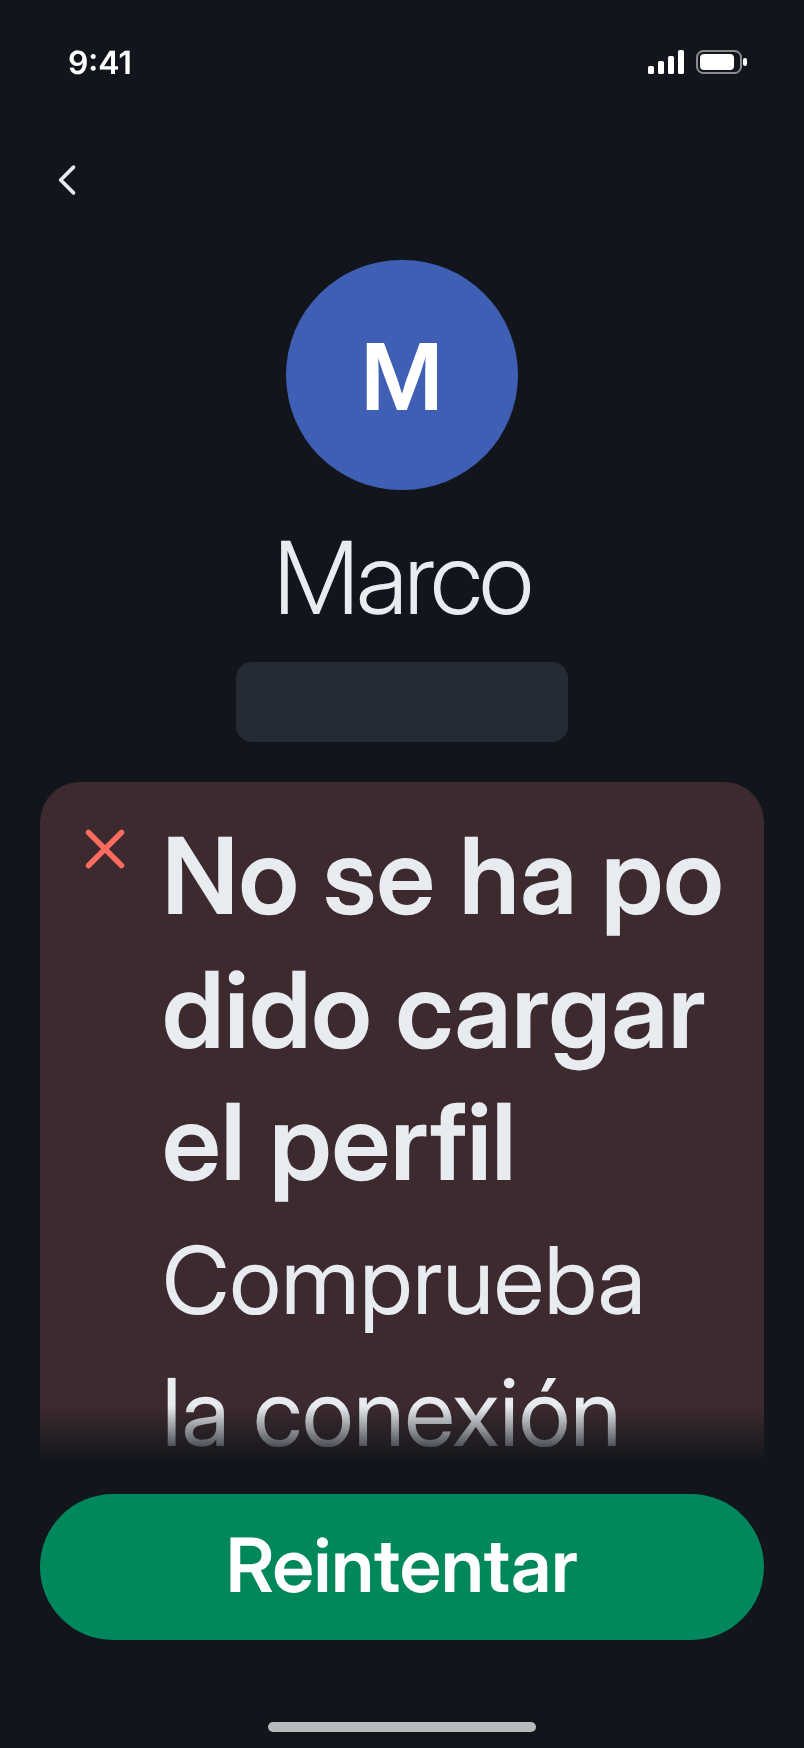 9:41
M
Marco
No se ha po
dido cargar
el perfil
Comprueba
la conexión
Reintentar